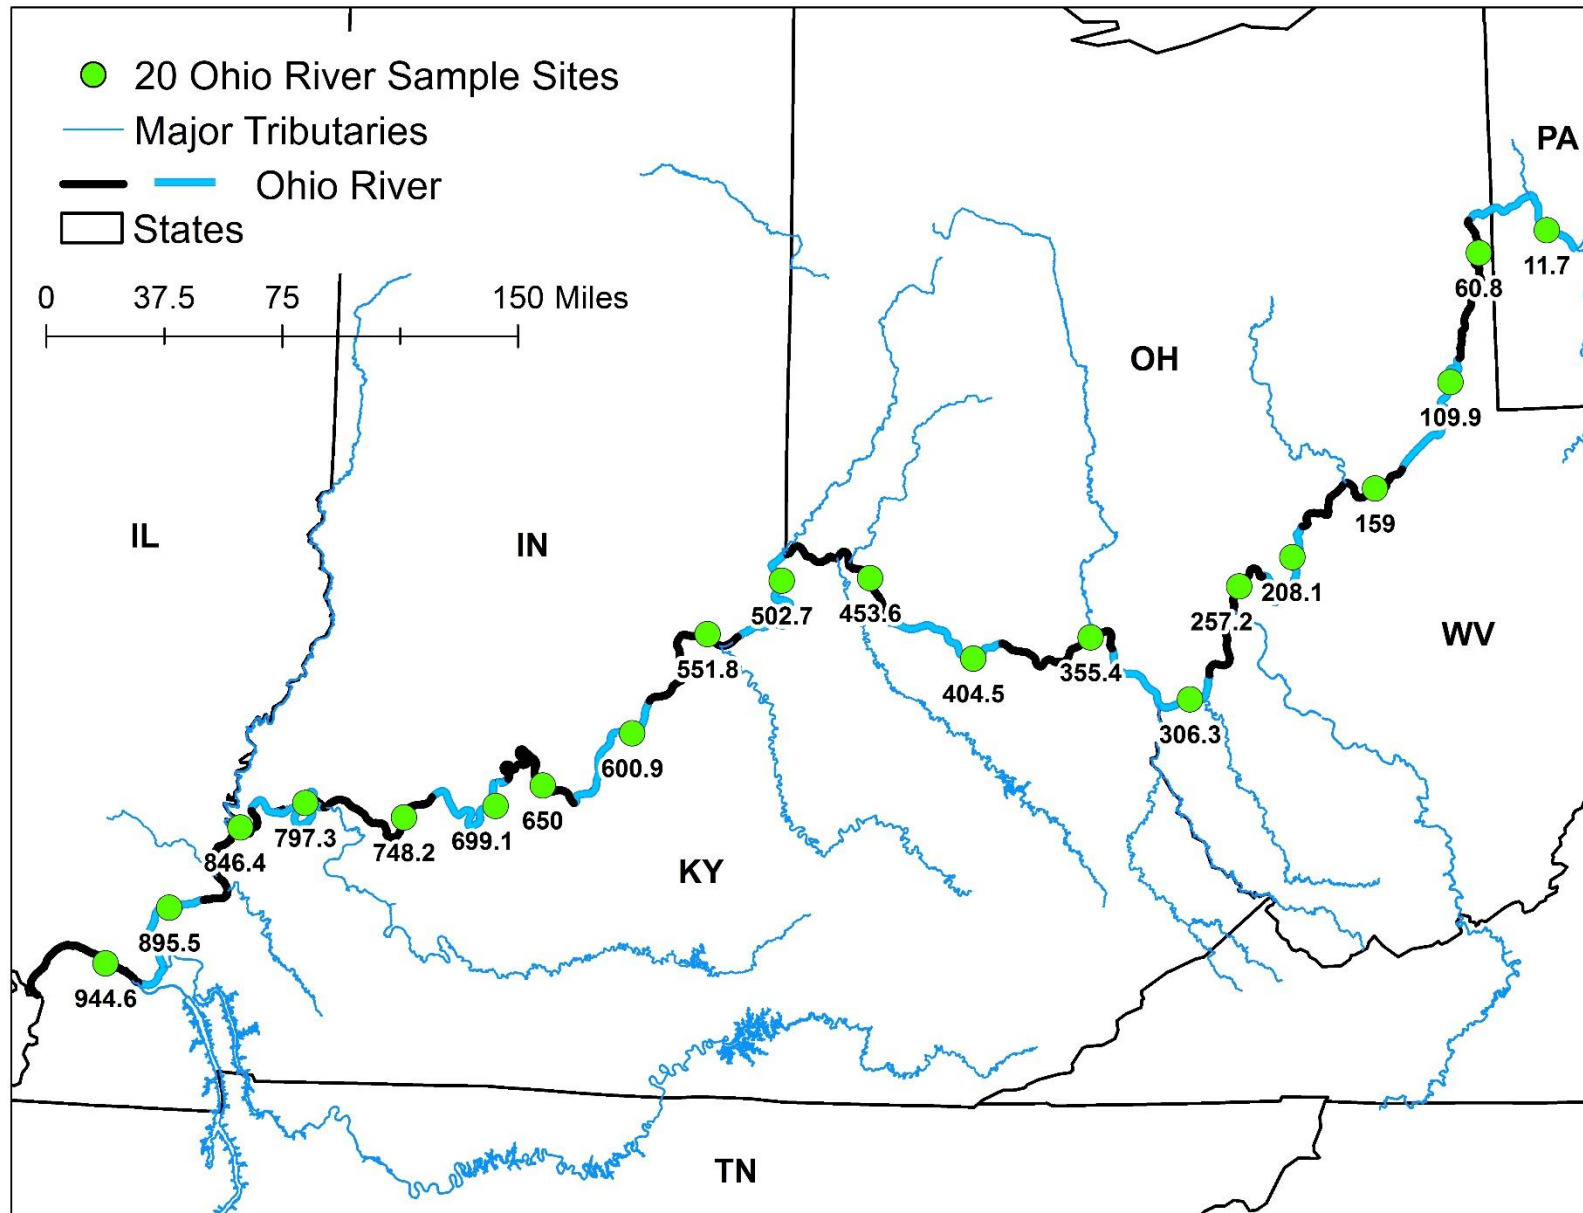 20 Ohio River Sample Sites
Major Tributaries
Ohio River
States
0 37.5 75 150 Miles
PA
11.7
60.8
OH
109.9
159
IL
IN
208.1
257.2
502.7
453.6
WV
551.8
355.4
404.5
306.3
600.9
650
699.1
797.3
748.2
846.4
KY
895.5
944.6
TN